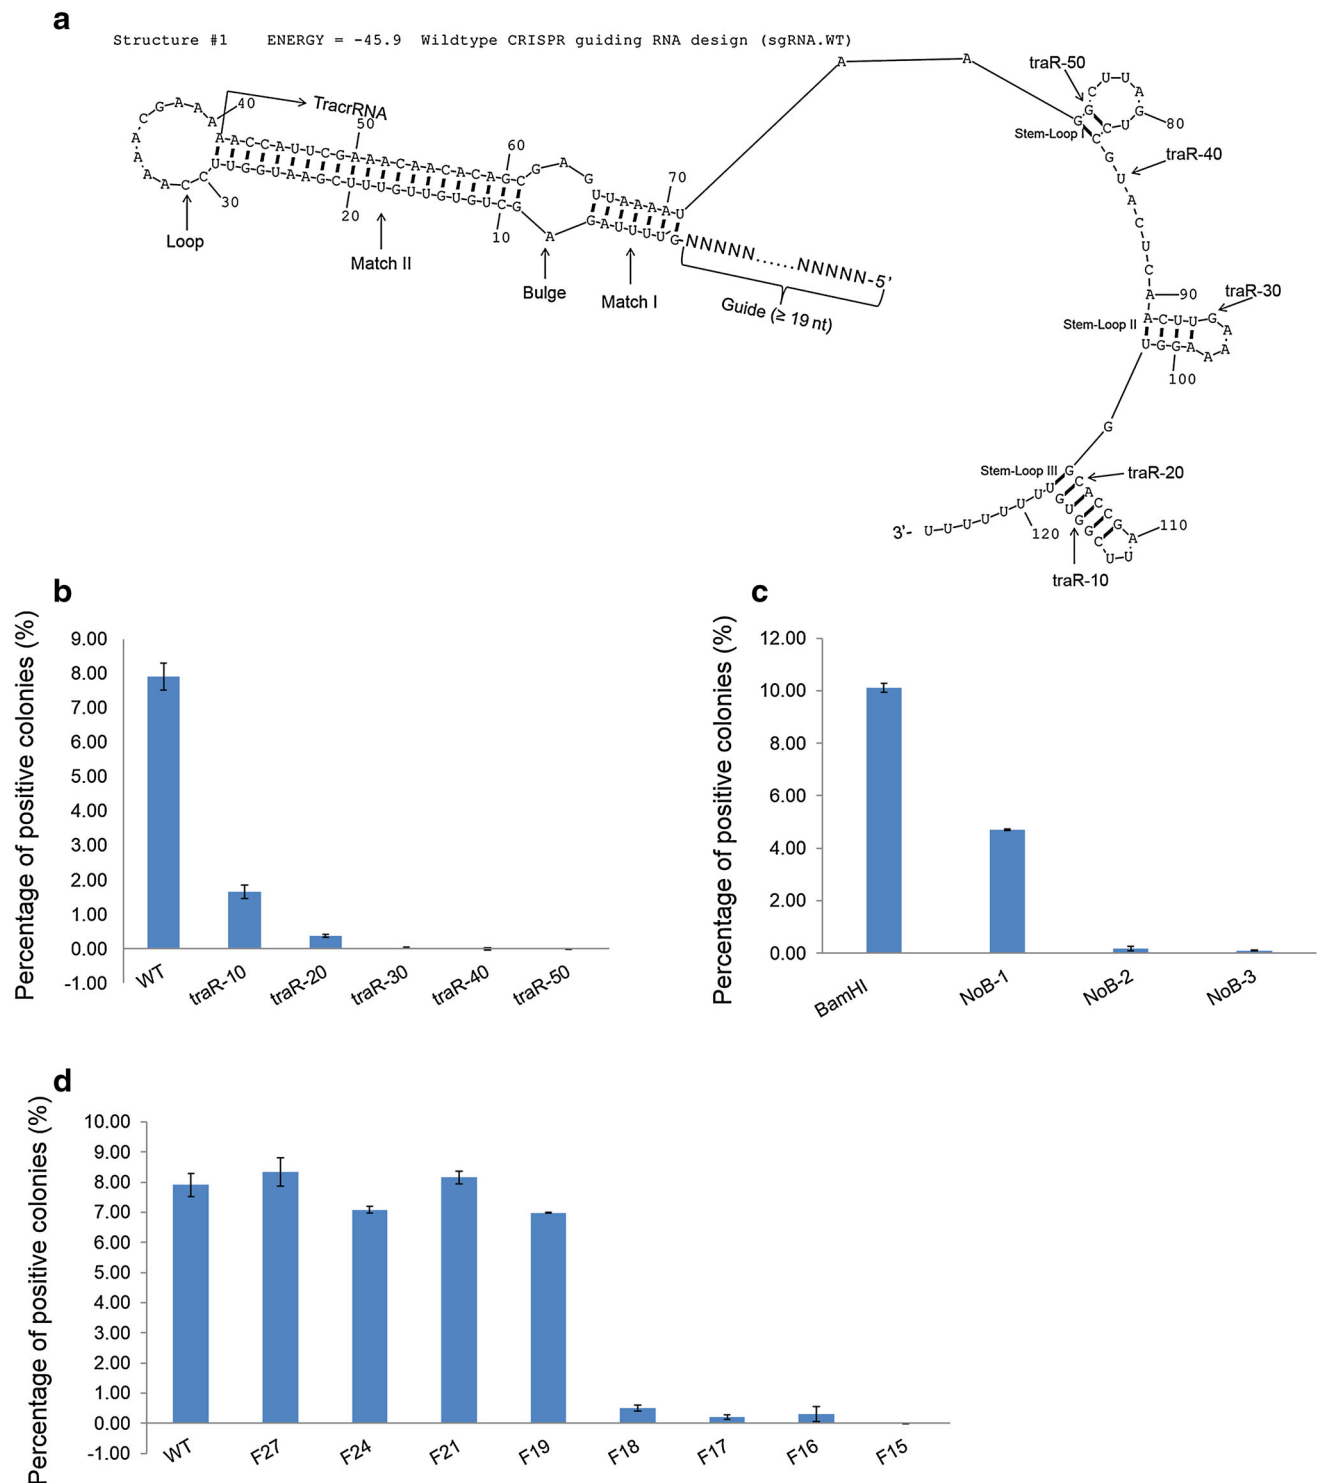 a
Structure #1 ENERGY = -45.9 Wildtype CRISPR guiding RNA design (sgRNA.WT)
TracrRNA
40
50
60
70
30
20
10
Loop
Match II
Bulge
Match I
NNNNN......NNNNN-5'
Guide (≥ 19 nt)
A A
traR-50
Stem-Loop I
80
traR-40
90
traR-30
Stem-Loop II
100
G
Stem-Loop III
traR-20
110
120
3'- U-U-U-U-U-U-U-U
traR-10
b
Percentage of positive colonies (%)
9.00
8.00
7.00
6.00
5.00
4.00
3.00
2.00
1.00
0.00
-1.00
WT traR-10 traR-20 traR-30 traR-40 traR-50
c
Percentage of positive colonies (%)
12.00
10.00
8.00
6.00
4.00
2.00
0.00
BamHI NoB-1 NoB-2 NoB-3
d
Percentage of positive colonies (%)
10.00
9.00
8.00
7.00
6.00
5.00
4.00
3.00
2.00
1.00
0.00
-1.00
WT F27 F24 F21 F19 F18 F17 F16 F15